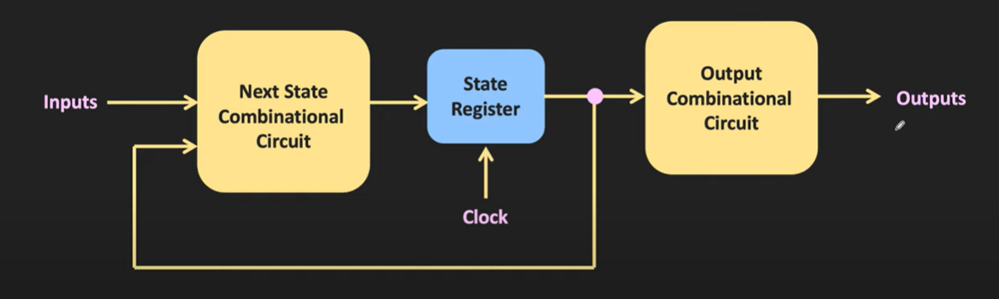 Inputs
Next State
Combinational
Circuit
State
Register
Clock
Output
Combinational
Circuit
Outputs